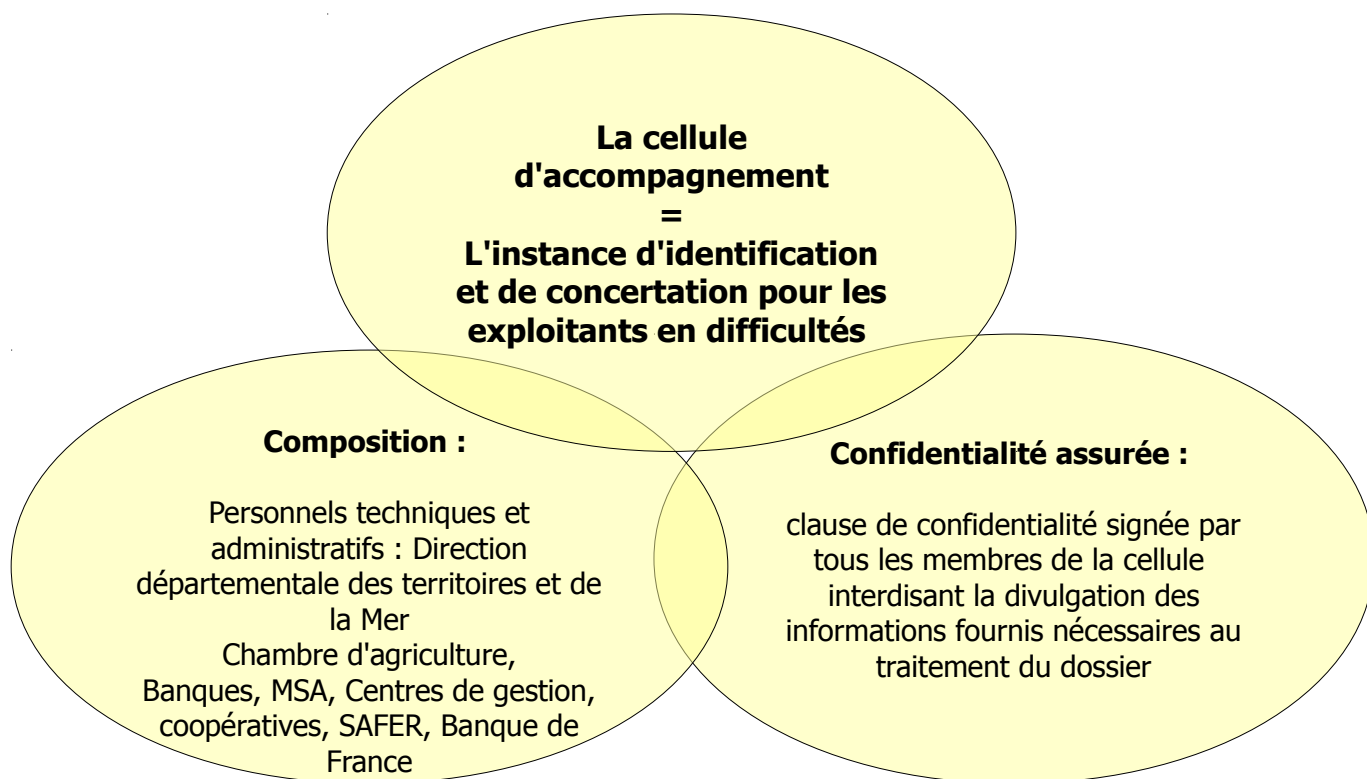 La cellule
d'accompagnement
=
L'instance d'identification
et de concertation pour les
exploitants en difficultés
Composition :
Personnels techniques et
administratifs : Direction
départementale des territoires et de
la Mer
Chambre d'agriculture,
Banques, MSA, Centres de gestion,
coopératives, SAFER, Banque de
France
Confidentialité assurée :
clause de confidentialité signée par
tous les membres de la cellule
interdisant la divulgation des
informations fournis nécessaires au
traitement du dossier